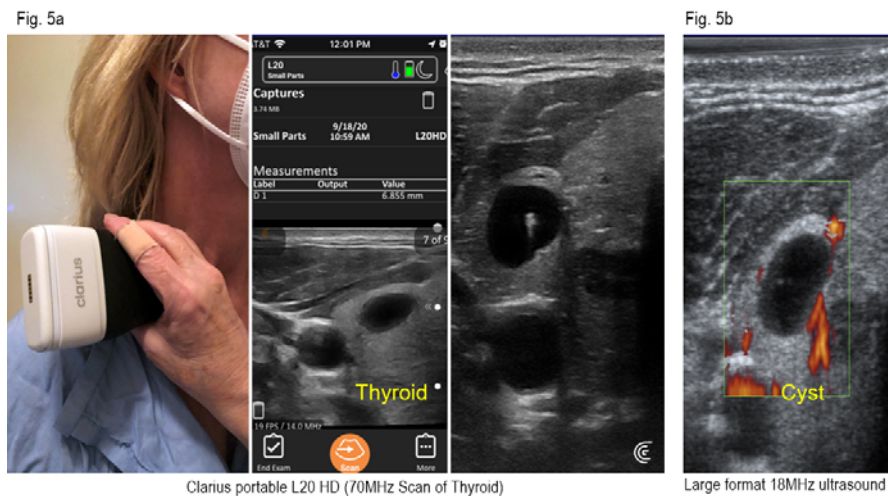 Fig. 5a
Fig. 5b
clarius
AT&T 12:01 PM
L20
Small Parts
Captures
3.74 MB
Small Parts 9/18/20 10:59 AM L20HD
Measurements
Label Output Value
D 1 6.855 mm
7 of 9
Thyroid
19 FPS / 14.0 MHz
End Exam Scan More
Cyst
Clarius portable L20 HD (70MHz Scan of Thyroid)
Large format 18MHz ultrasound